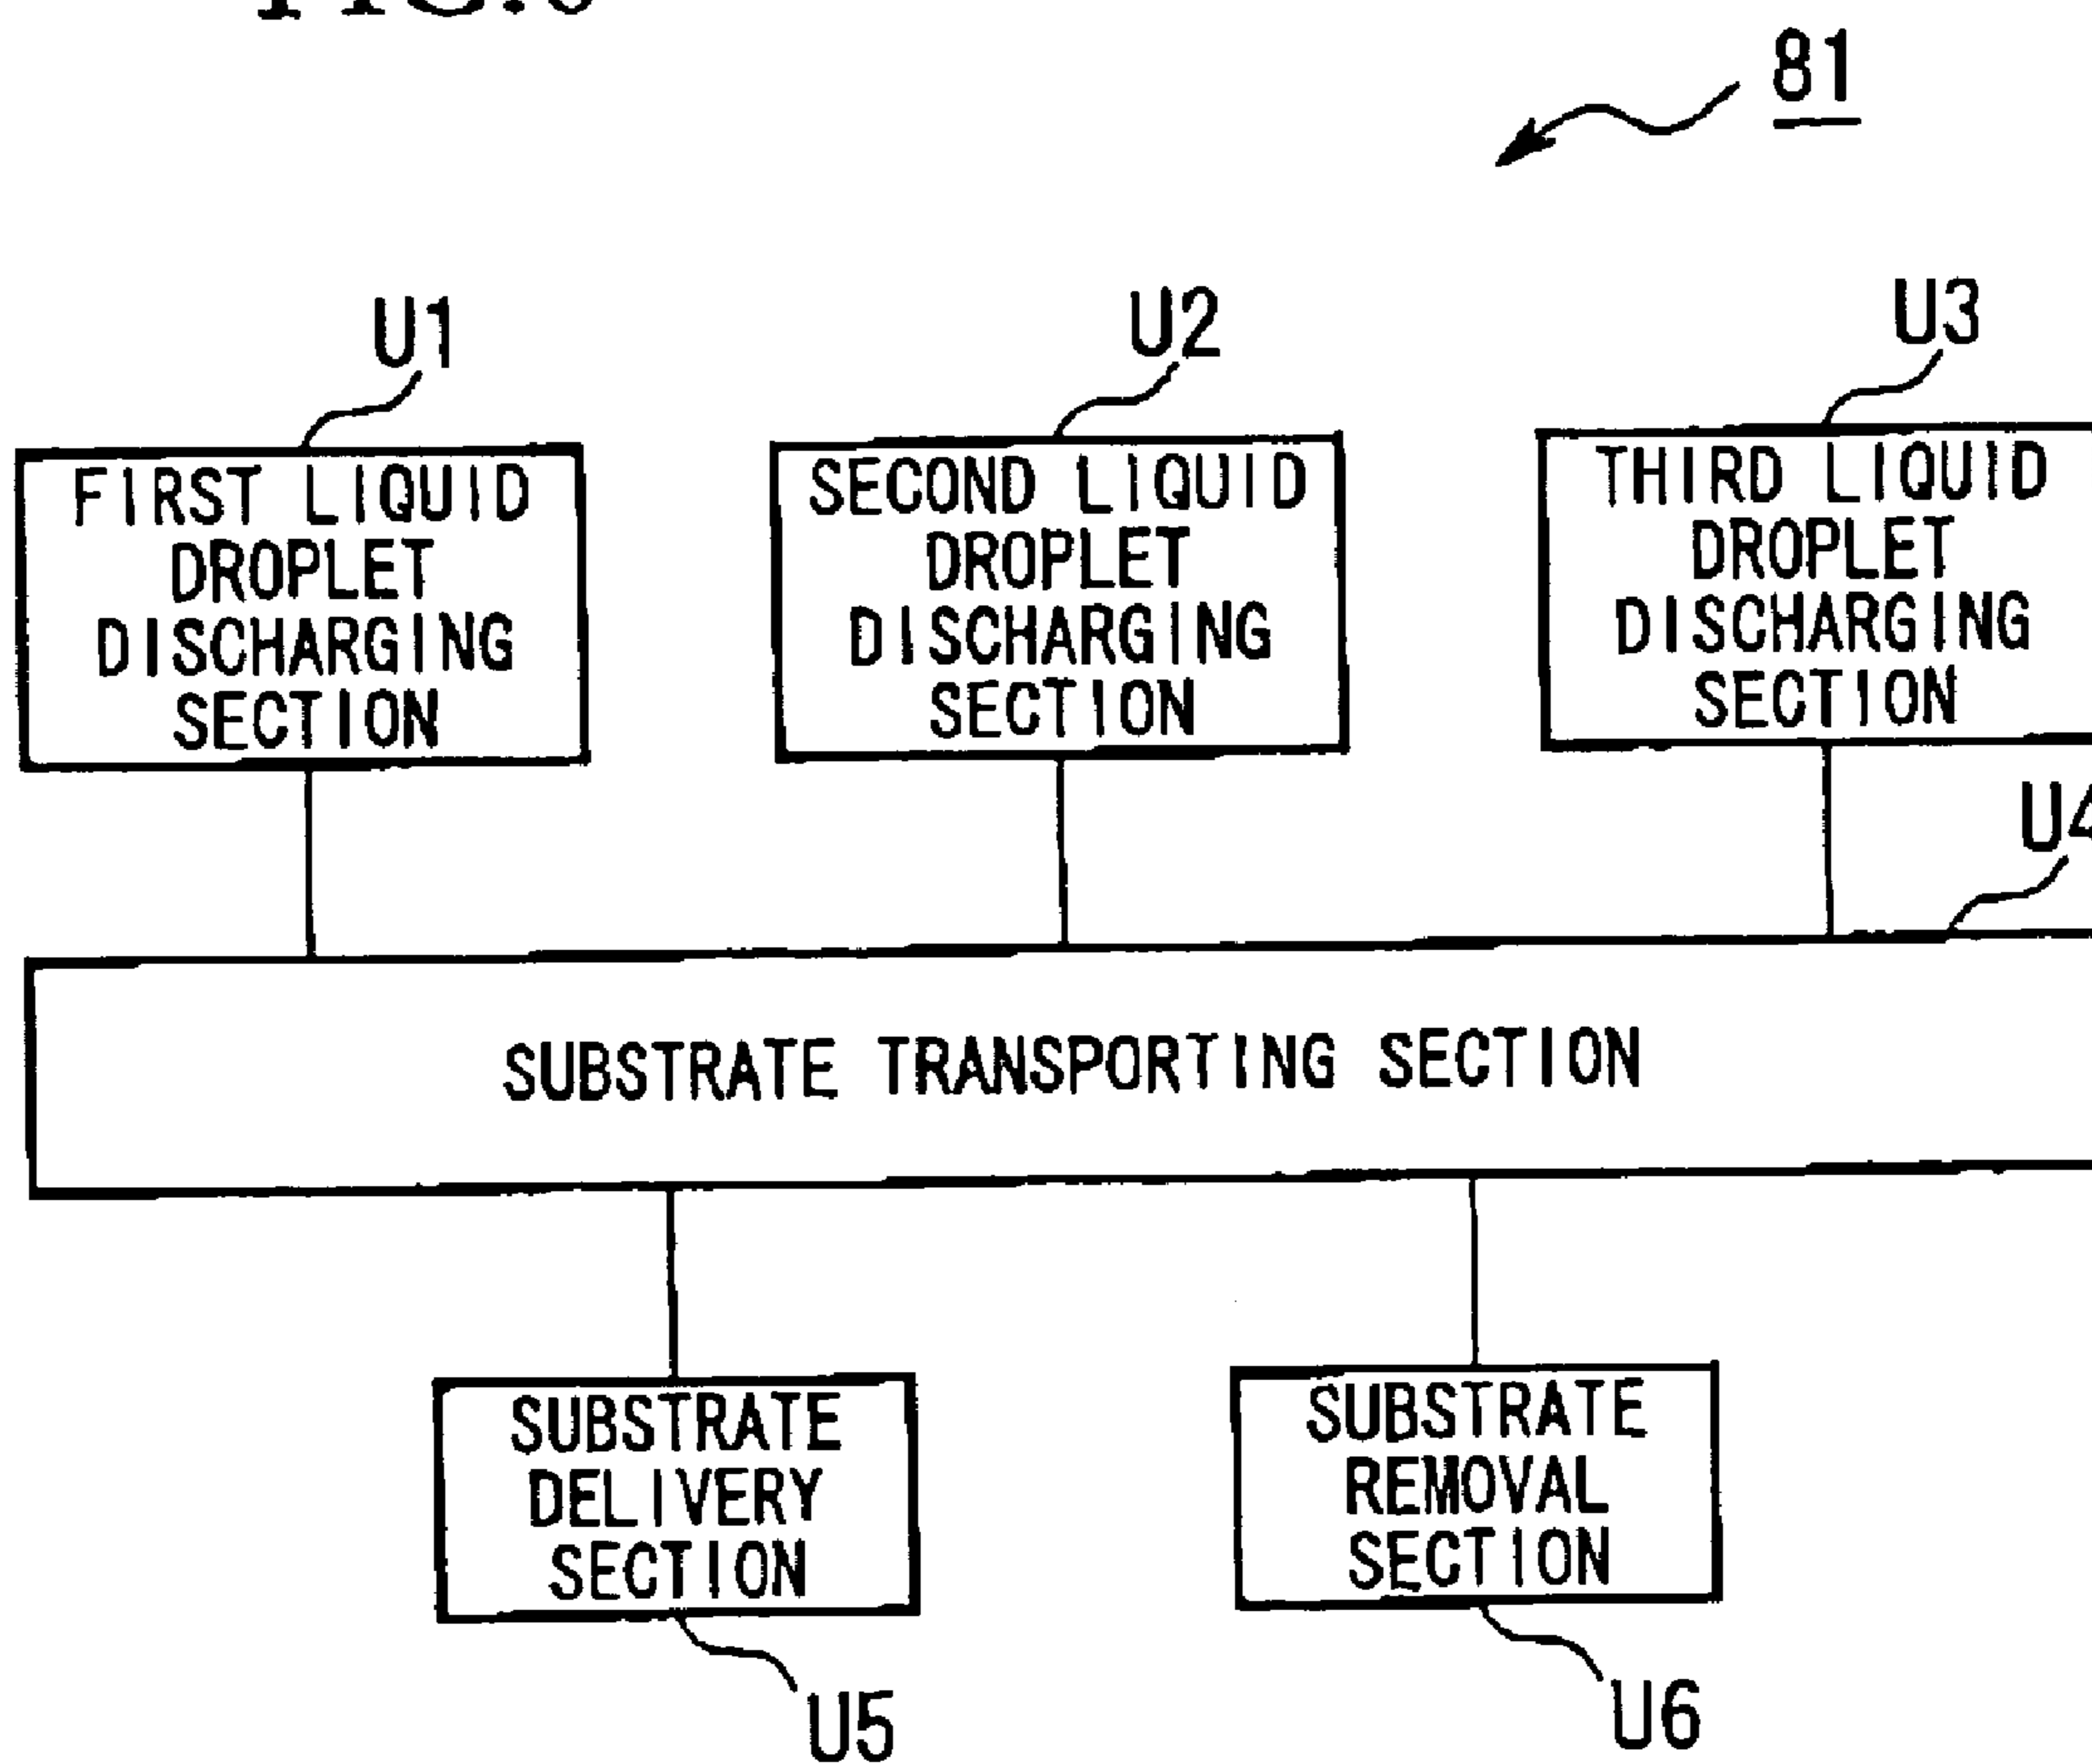 81
U1
U2
U3
FIRST LIQUID
DROPLET
DISCHARGING
SECTION
SECOND LIQUID
DROPLET
DISCHARGING
SECTION
THIRD LIQUID
DROPLET
DISCHARGING
SECTION
U4
SUBSTRATE TRANSPORTING SECTION
SUBSTRATE
DELIVERY
SECTION
SUBSTRATE
REMOVAL
SECTION
U5
U6